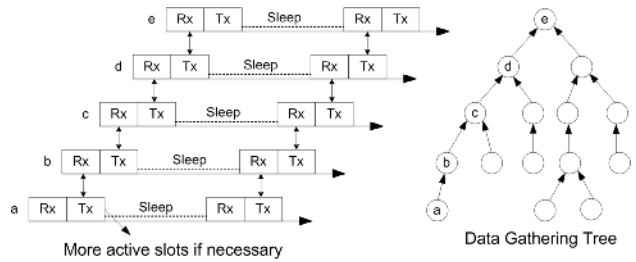 e Rx Tx Sleep Rx Tx
d Rx Tx Sleep Rx Tx
c Rx Tx Sleep Rx Tx
b Rx Tx Sleep Rx Tx
a Rx Tx Sleep Rx Tx
More active slots if necessary
e
d
c
b
a
Data Gathering Tree